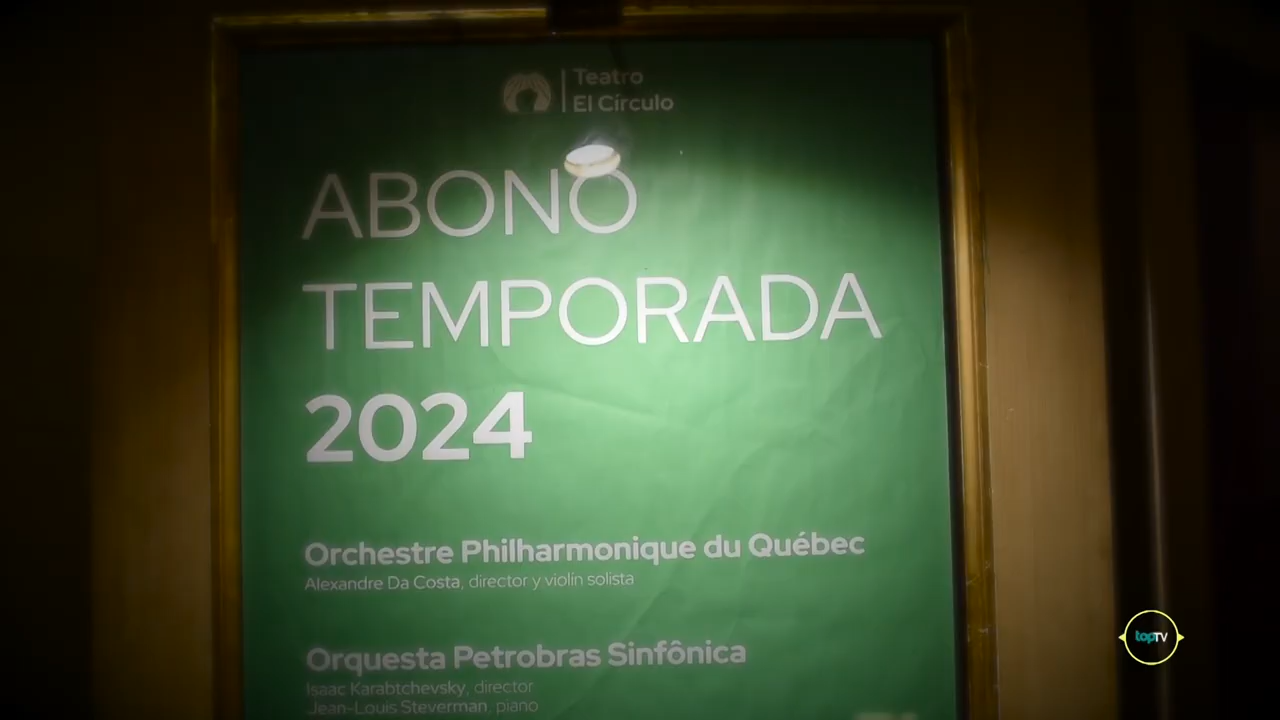 Teatro
El Círculo
ABONO
TEMPORADA
2024
Orchestre Philharmonique du Québec
Alexandre Da Costa, director y violín solista
Orquesta Petrobras Sinfônica
Isaac Karabtchevsky, director
Jean-Louis Steverman, piano
topTV